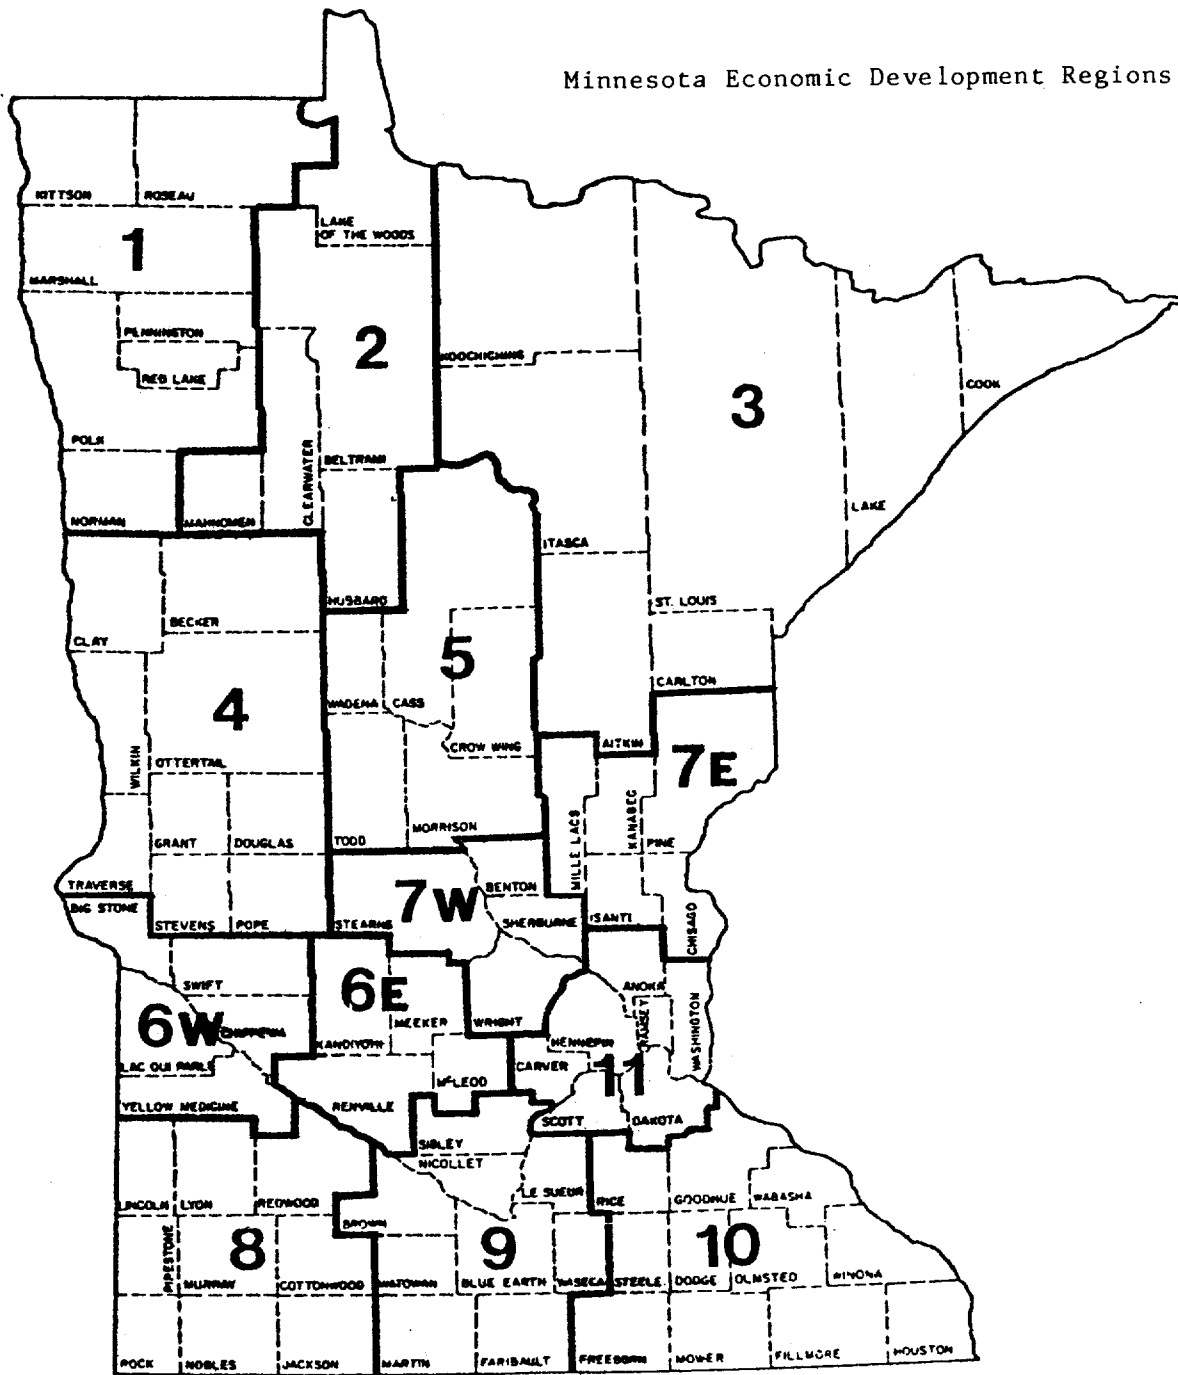 Minnesota Economic Development Regions
KITTSON
ROSEAU
LAKE
OF THE WOODS
1
MARSHALL
PENNINGTON
2
KOOCHICHING
RED LAKE
COOK
3
POLK
BELTRAMI
CLEARWATER
LAKE
NORMAN
MAHNOMEN
ITASCA
HUBBARD
ST. LOUIS
BECKER
CLAY
5
CARLTON
WADENA
CASS
4
AITKIN
CROW WING
7E
WILKIN
OTTERTAIL
MORRISON
MILLE LACS
KANABEC
PINE
GRANT
DOUGLAS
TODD
TRAVERSE
BENTON
7W
BIG STONE
STEVENS
POPE
STEARNS
SHERBURNE
ISANTI
CHISAGO
SWIFT
6E
ANOKA
6W
CHIPPEWA
MEEKER
WRIGHT
RAMSEY
WASHINGTON
KANDIYOHI
HENNEPIN
LAC QUI PARLE
CARVER
11
MCLEOD
YELLOW MEDICINE
RENVILLE
SCOTT
DAKOTA
SIBLEY
NICOLLET
LE SUEUR
LINCOLN
LYON
REDWOOD
RICE
GOODHUE
WABASHA
BROWN
PIPESTONE
8
9
10
MURRAY
COTTONWOOD
WATOWAN
BLUE EARTH
WASECA
STEELE
DODGE
OLMSTED
WINONA
ROCK
NOBLES
JACKSON
MARTIN
FARIBAULT
FREEBORN
MOWER
FILLMORE
HOUSTON